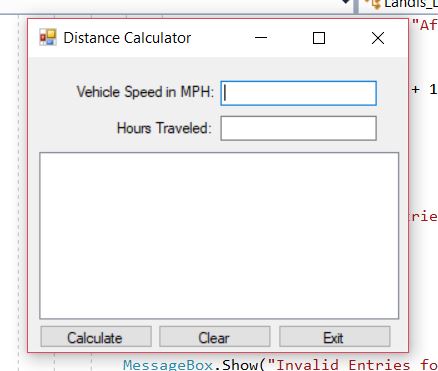 Landis_L
"Af
Distance Calculator
Vehicle Speed in MPH:
+ 1
Hours Traveled:
trie
Calculate Clear Exit
MessageBox.Show("Invalid Entries fo